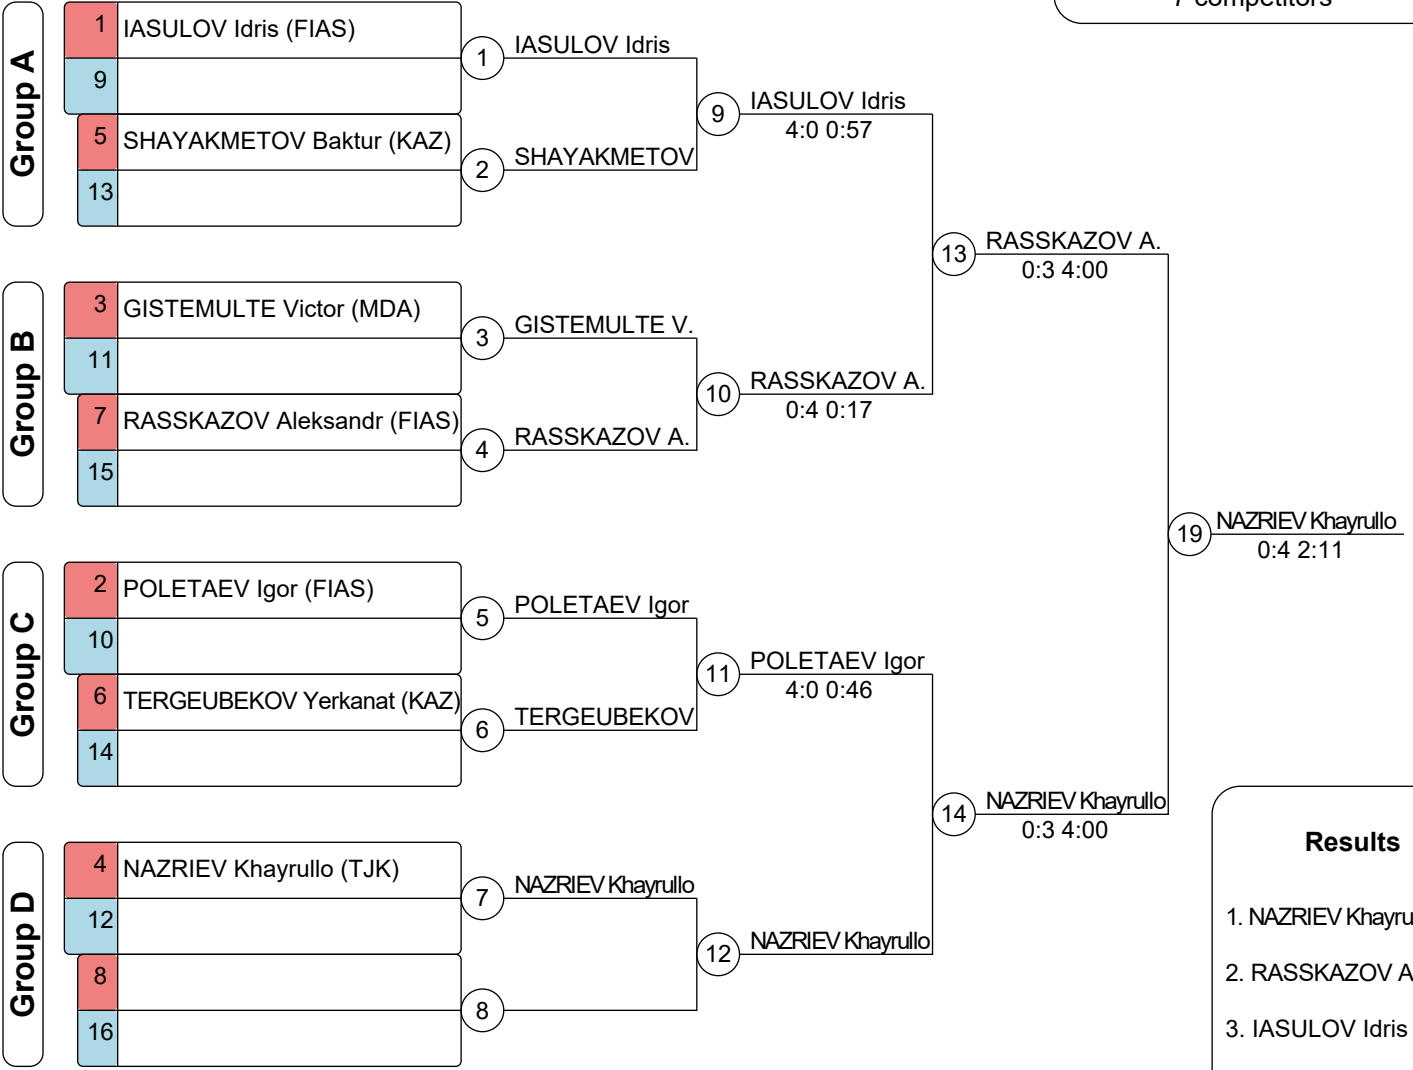 7 competitors
Group A
1 IASULOV Idris (FIAS)
9
5 SHAYAKMETOV Baktur (KAZ)
13
1 IASULOV Idris
2 SHAYAKMETOV
9 IASULOV Idris
4:0 0:57
Group B
3 GISTEMULTE Victor (MDA)
11
7 RASSKAZOV Aleksandr (FIAS)
15
3 GISTEMULTE V.
4 RASSKAZOV A.
10 RASSKAZOV A.
0:4 0:17
13 RASSKAZOV A.
0:3 4:00
Group C
2 POLETAEV Igor (FIAS)
10
6 TERGEUBEKOV Yerkanat (KAZ)
14
5 POLETAEV Igor
6 TERGEUBEKOV
11 POLETAEV Igor
4:0 0:46
Group D
4 NAZRIEV Khayrullo (TJK)
12
8
16
7 NAZRIEV Khayrullo
8
12 NAZRIEV Khayrullo
14 NAZRIEV Khayrullo
0:3 4:00
19 NAZRIEV Khayrullo
0:4 2:11
Results
1. NAZRIEV Khayru
2. RASSKAZOV A
3. IASULOV Idris